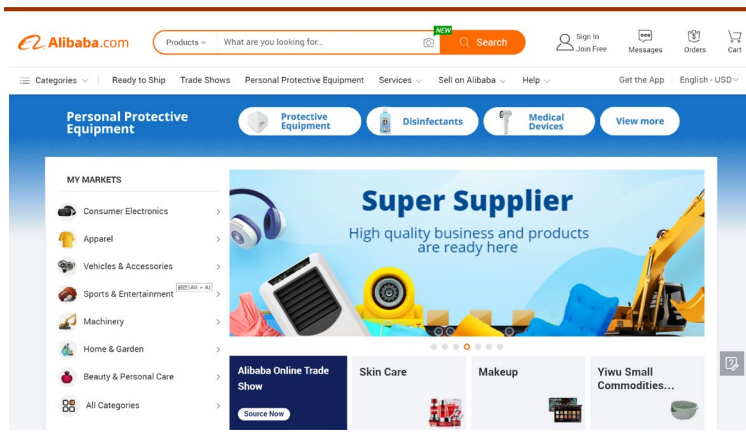 Alibaba.com
Products
What are you looking for...
NEW
Search
Sign In
Join Free
Messages
Orders
Cart
Categories
Ready to Ship
Trade Shows
Personal Protective Equipment
Services
Sell on Alibaba
Help
Get the App
English - USD
Personal Protective
Equipment
Protective
Equipment
Disinfectants
Medical
Devices
View more
MY MARKETS
Consumer Electronics
Apparel
Vehicles & Accessories
Sports & Entertainment
(Alt + A)
Machinery
Home & Garden
Beauty & Personal Care
All Categories
Super Supplier
High quality business and products
are ready here
Alibaba Online Trade
Show
Source Now
Skin Care
Makeup
Yiwu Small
Commodities...